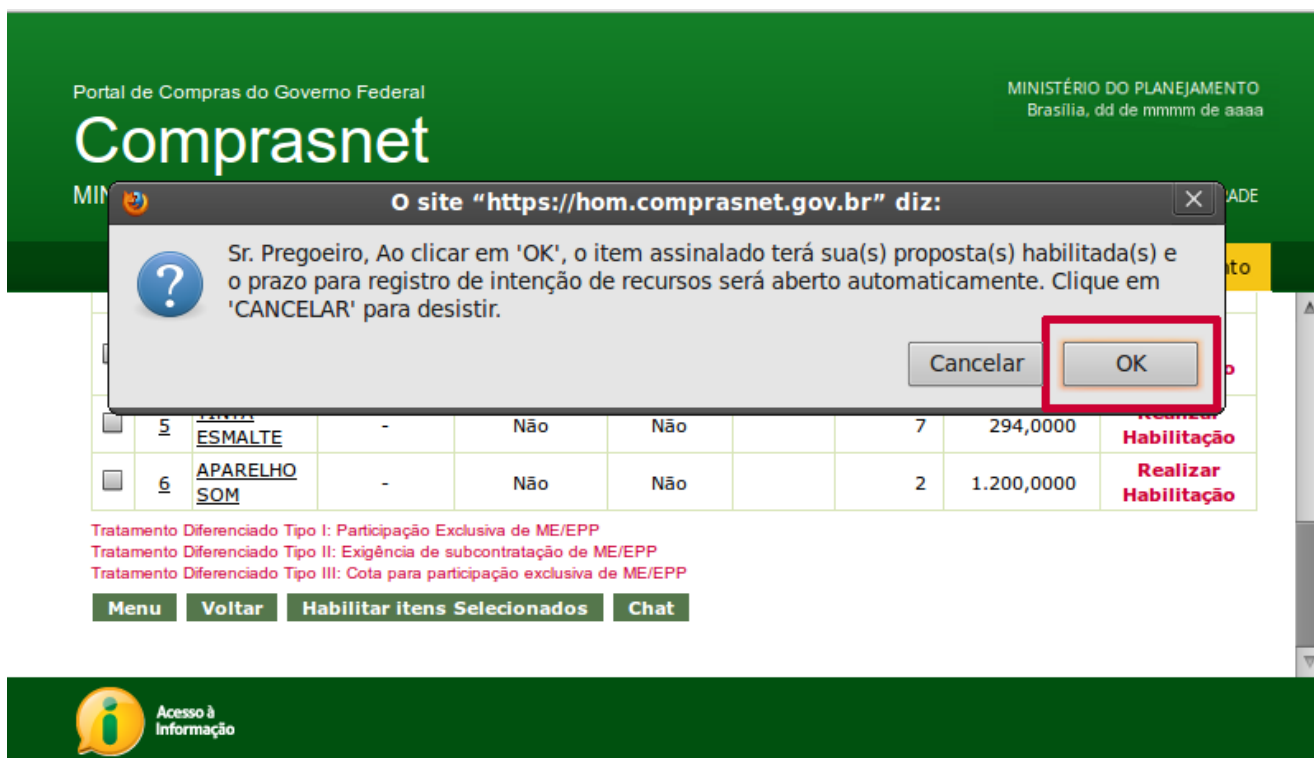 Portal de Compras do Governo Federal
MINISTÉRIO DO PLANEJAMENTO
Brasília, dd de mmmm de aaaa
Comprasnet
O site “https://hom.comprasnet.gov.br” diz:
Sr. Pregoeiro, Ao clicar em 'OK', o item assinalado terá sua(s) proposta(s) habilitada(s) e
o prazo para registro de intenção de recursos será aberto automaticamente. Clique em
'CANCELAR' para desistir.
Cancelar OK
5 ESMALTE - Não Não 7 294,0000 Habilitação
6 APARELHO SOM - Não Não 2 1.200,0000 Realizar Habilitação
Tratamento Diferenciado Tipo I: Participação Exclusiva de ME/EPP
Tratamento Diferenciado Tipo II: Exigência de subcontratação de ME/EPP
Tratamento Diferenciado Tipo III: Cota para participação exclusiva de ME/EPP
Menu Voltar Habilitar itens Selecionados Chat
Acesso à
Informação